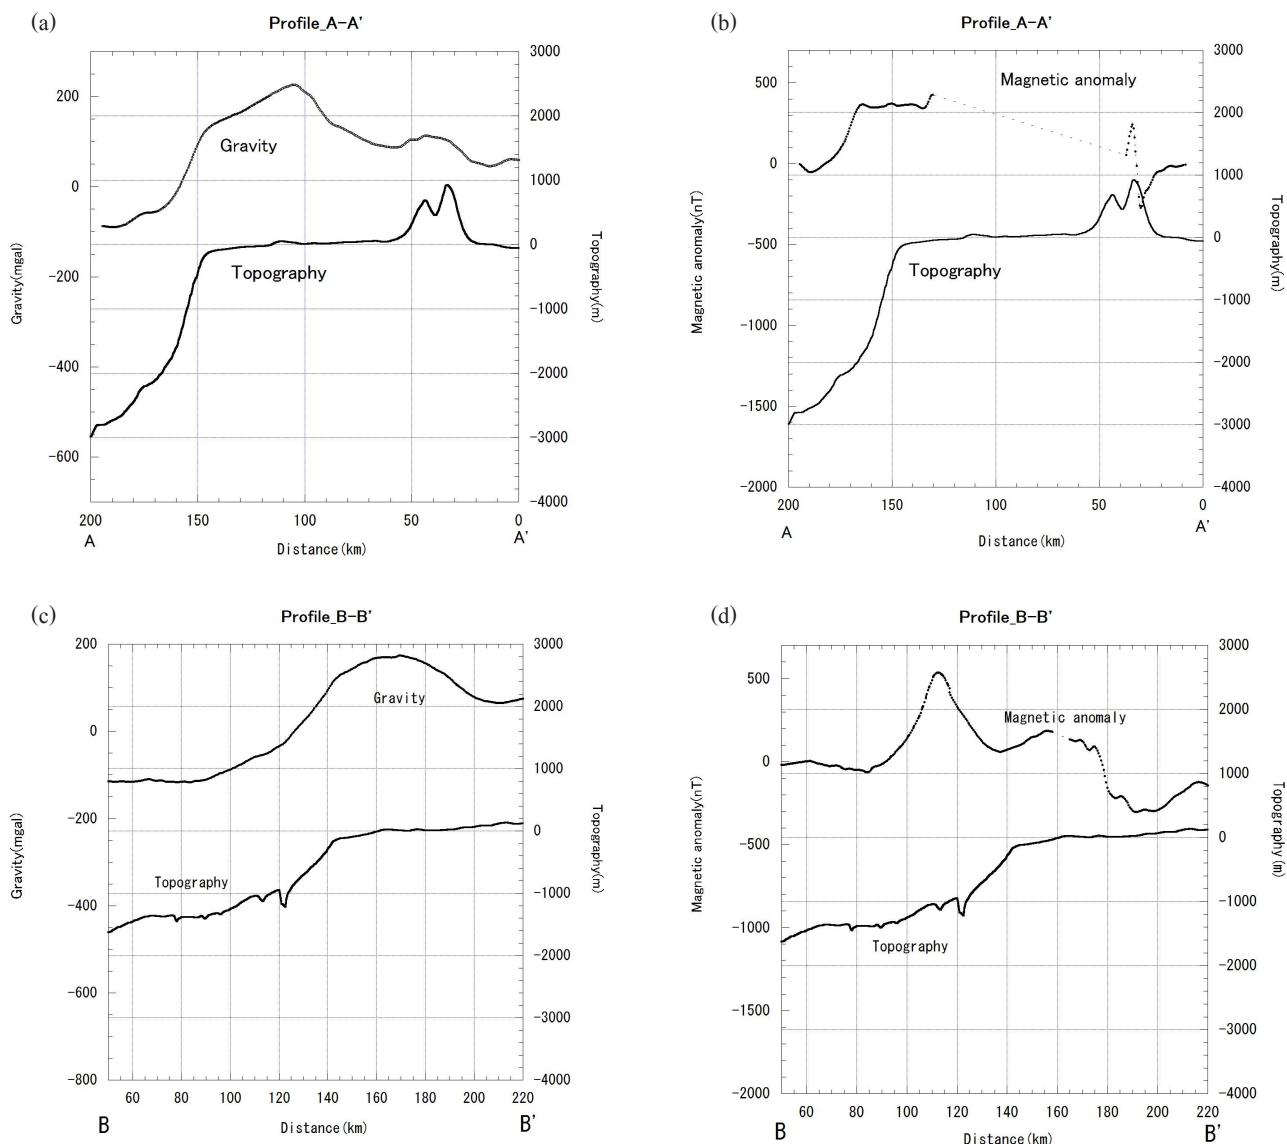 (a)
Profile_A-A'
3000
200
2000
Gravity
0
1000
Topography
0
-200
-1000
-400
-2000
-3000
-600
-4000
200 150 100 50 0
A A'
Distance(km)
Gravity(mgal)
Topography(m)
(b)
Profile_A-A'
3000
500
Magnetic anomaly
2000
0
1000
-500
0
Topography
-1000
-1000
-2000
-1500
-3000
-2000
-4000
200 150 100 50 0
A A'
Distance(km)
Magnetic anomaly(nT)
Topography(m)
(c)
Profile_B-B'
200 3000
2000
Gravity
0
1000
-200
0
Topography
-1000
-400
-2000
-600
-3000
-800 -4000
60 80 100 120 140 160 180 200 220
B B'
Distance(km)
Gravity(mgal)
Topography(m)
(d)
Profile_B-B'
3000
500
2000
Magnetic anomaly
0
1000
-500
0
-1000
-1000
Topography
-2000
-1500
-3000
-2000
-4000
60 80 100 120 140 160 180 200 220
B B'
Distance(km)
Magnetic anomaly(nT)
Topography(m)